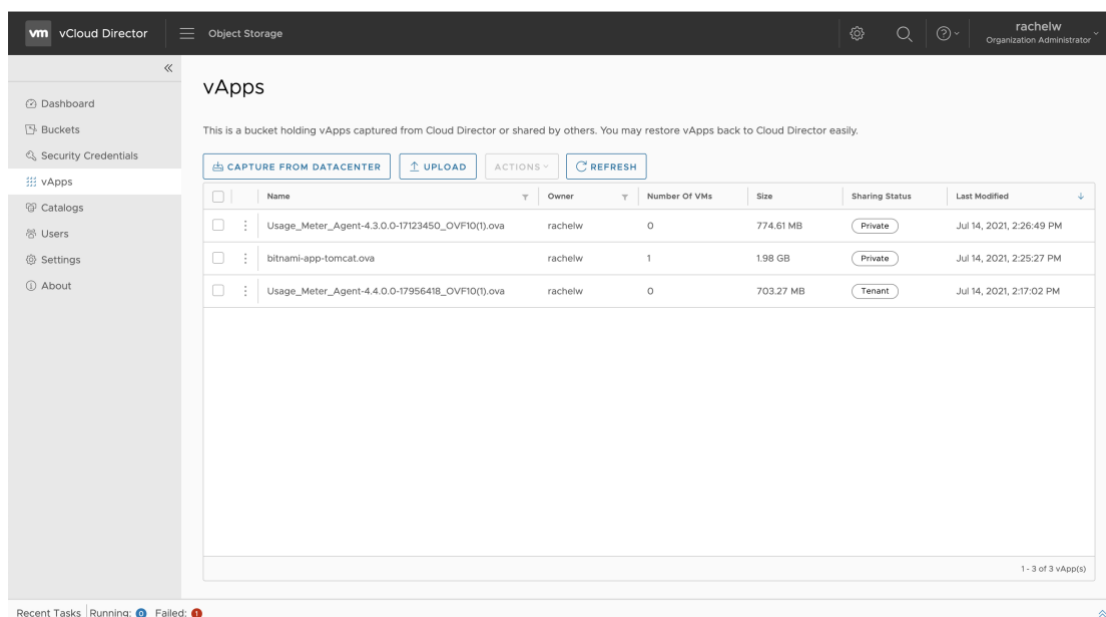 vm vCloud Director Object Storage rachelw
Organization Administrator
Dashboard
Buckets
Security Credentials
vApps
Catalogs
Users
Settings
About
vApps
This is a bucket holding vApps captured from Cloud Director or shared by others. You may restore vApps back to Cloud Director easily.
CAPTURE FROM DATACENTER UPLOAD ACTIONS REFRESH
Name Owner Number Of VMs Size Sharing Status Last Modified
Usage_Meter_Agent-4.3.0.0-17123450_OVF10(1).ova rachelw 0 774.61 MB Private Jul 14, 2021, 2:26:49 PM
bitnami-app-tomcat.ova rachelw 1 1.98 GB Private Jul 14, 2021, 2:25:27 PM
Usage_Meter_Agent-4.4.0.0-17956418_OVF10(1).ova rachelw 0 703.27 MB Tenant Jul 14, 2021, 2:17:02 PM
1 - 3 of 3 vApp(s)
Recent Tasks Running: 0 Failed: 1